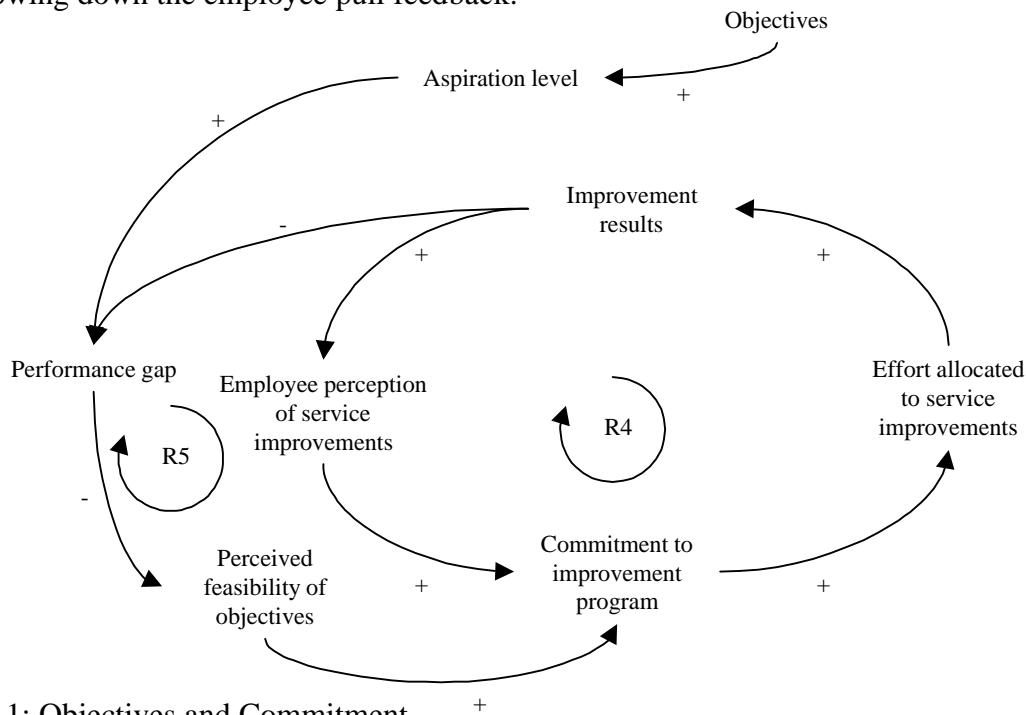 owing down the employee pull feedback.
Objectives
Aspiration level
+
+
Improvement
results
-
+
+
Performance gap
Employee perception
of service
improvements
Effort allocated
to service
improvements
R5
R4
-
Perceived
feasibility of
objectives
+
Commitment to
improvement
program
+
+
1: Objectives and Commitment